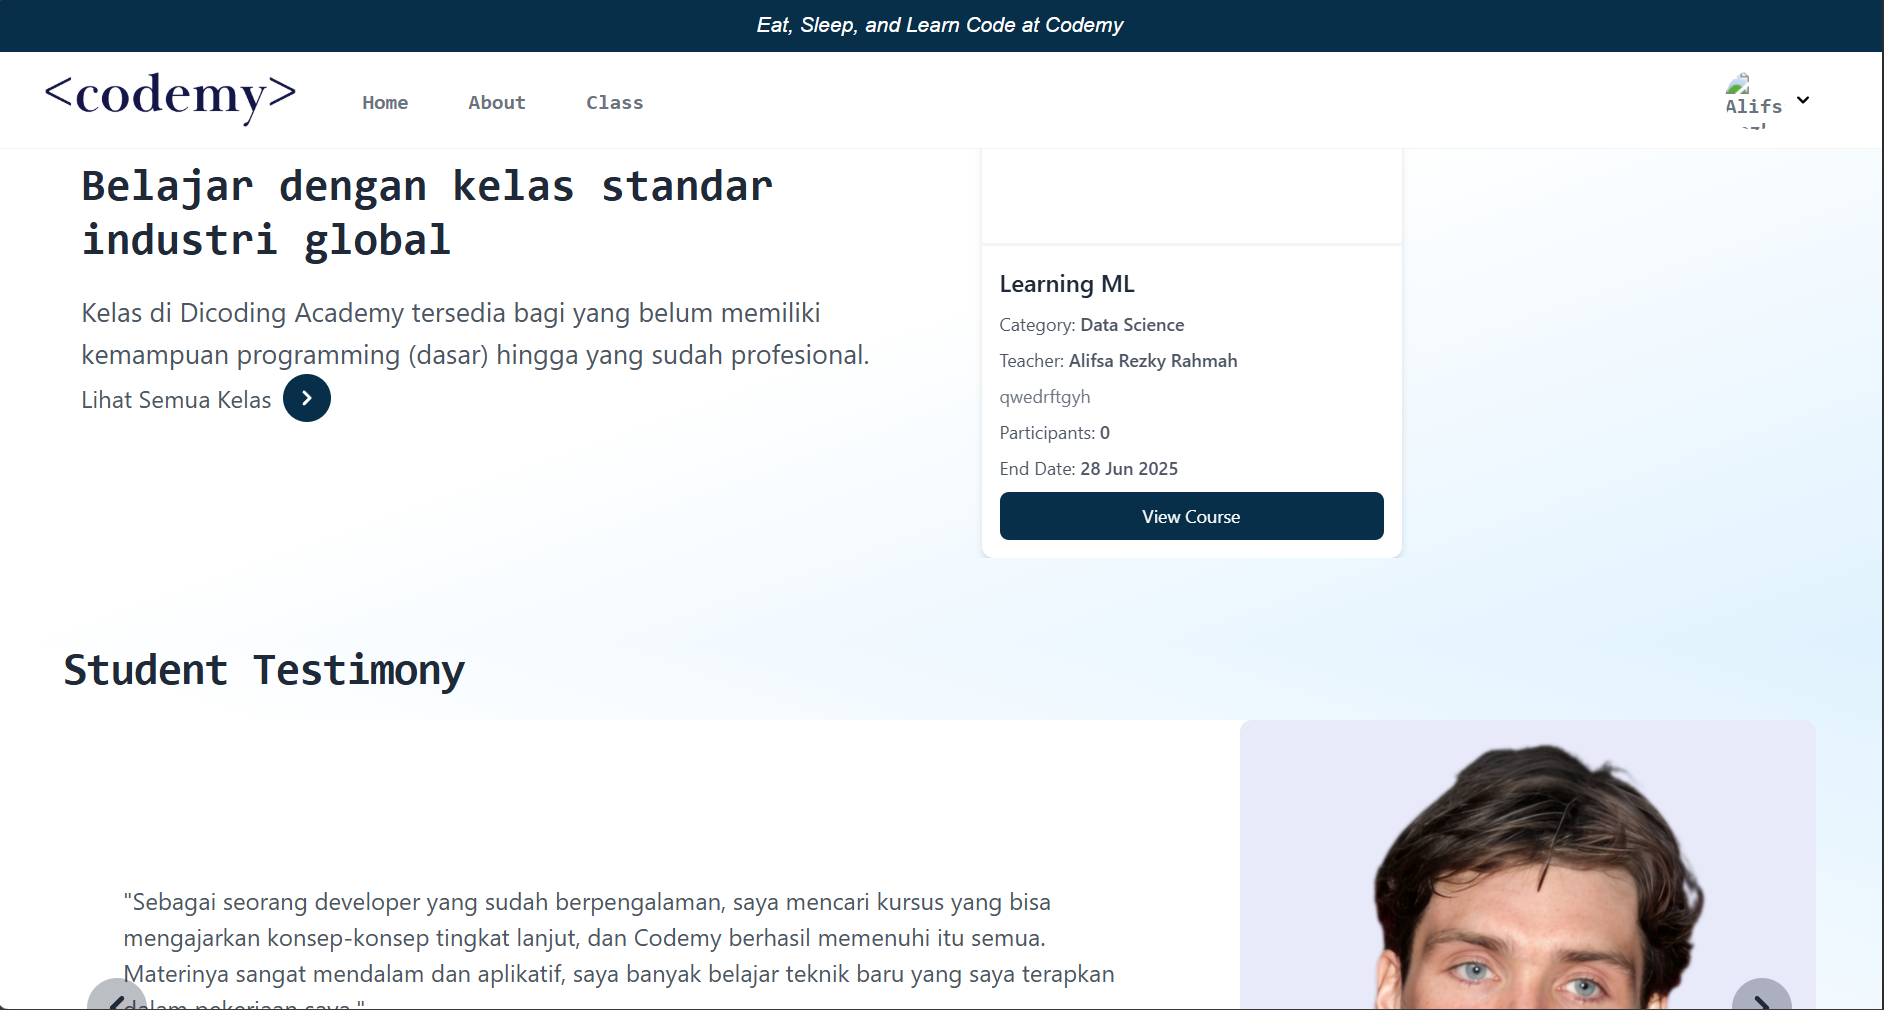 Eat, Sleep, and Learn Code at Codemy
<codemy>
Home
About
Class
Alifs
Belajar dengan kelas standar
industri global
Kelas di Dicoding Academy tersedia bagi yang belum memiliki
kemampuan programming (dasar) hingga yang sudah profesional.
Lihat Semua Kelas
Learning ML
Category: Data Science
Teacher: Alifsa Rezky Rahmah
qwedrftgyh
Participants: 0
End Date: 28 Jun 2025
View Course
Student Testimony
"Sebagai seorang developer yang sudah berpengalaman, saya mencari kursus yang bisa
mengajarkan konsep-konsep tingkat lanjut, dan Codemy berhasil memenuhi itu semua.
Materinya sangat mendalam dan aplikatif, saya banyak belajar teknik baru yang saya terapkan
dalam pekerjaan saya."